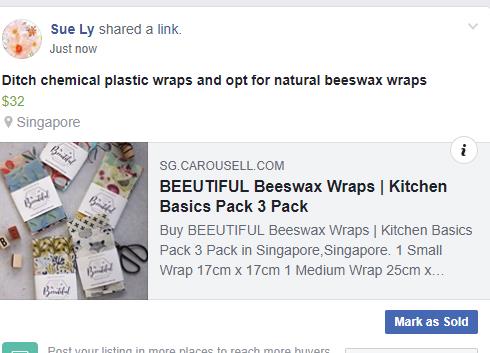 Sue Ly shared a link.
Just now
Ditch chemical plastic wraps and opt for natural beeswax wraps
$32
Singapore
i
SG.CAROUSELL.COM
BEEUTIFUL Beeswax Wraps | Kitchen
Basics Pack 3 Pack
Buy BEEUTIFUL Beeswax Wraps | Kitchen Basics
Pack 3 Pack in Singapore,Singapore. 1 Small
Wrap 17cm x 17cm 1 Medium Wrap 25cm x...
Mark as Sold
Post your listing in more places to reach more buyers